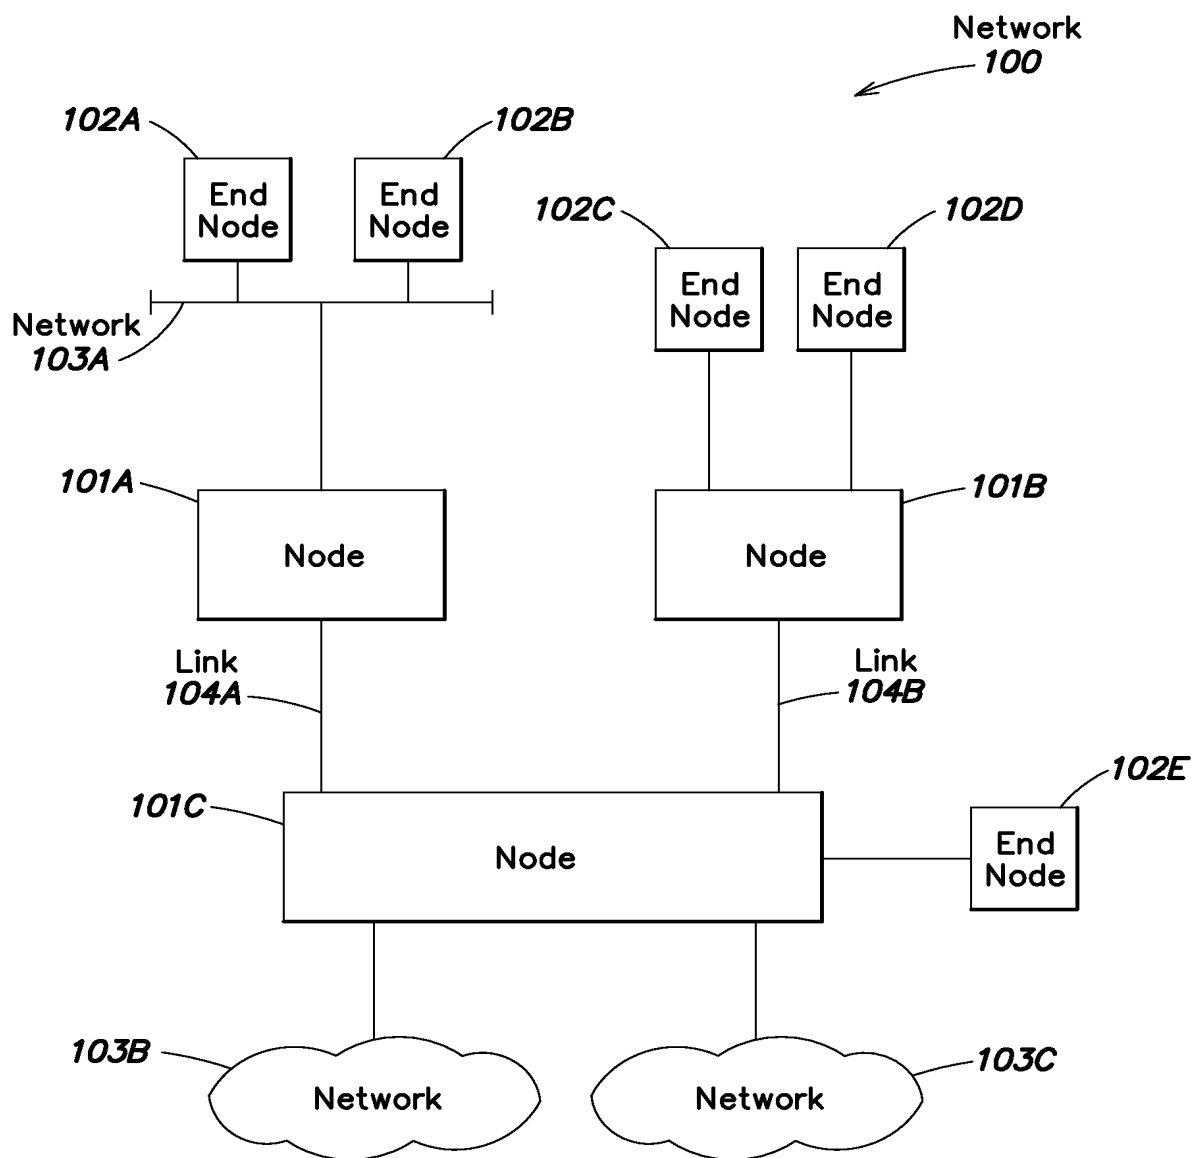 Network
100
102A
102B
End
Node
End
Node
102C
102D
End
Node
End
Node
Network
103A
101A
101B
Node
Node
Link
104A
Link
104B
102E
101C
End
Node
Node
103B
103C
Network
Network